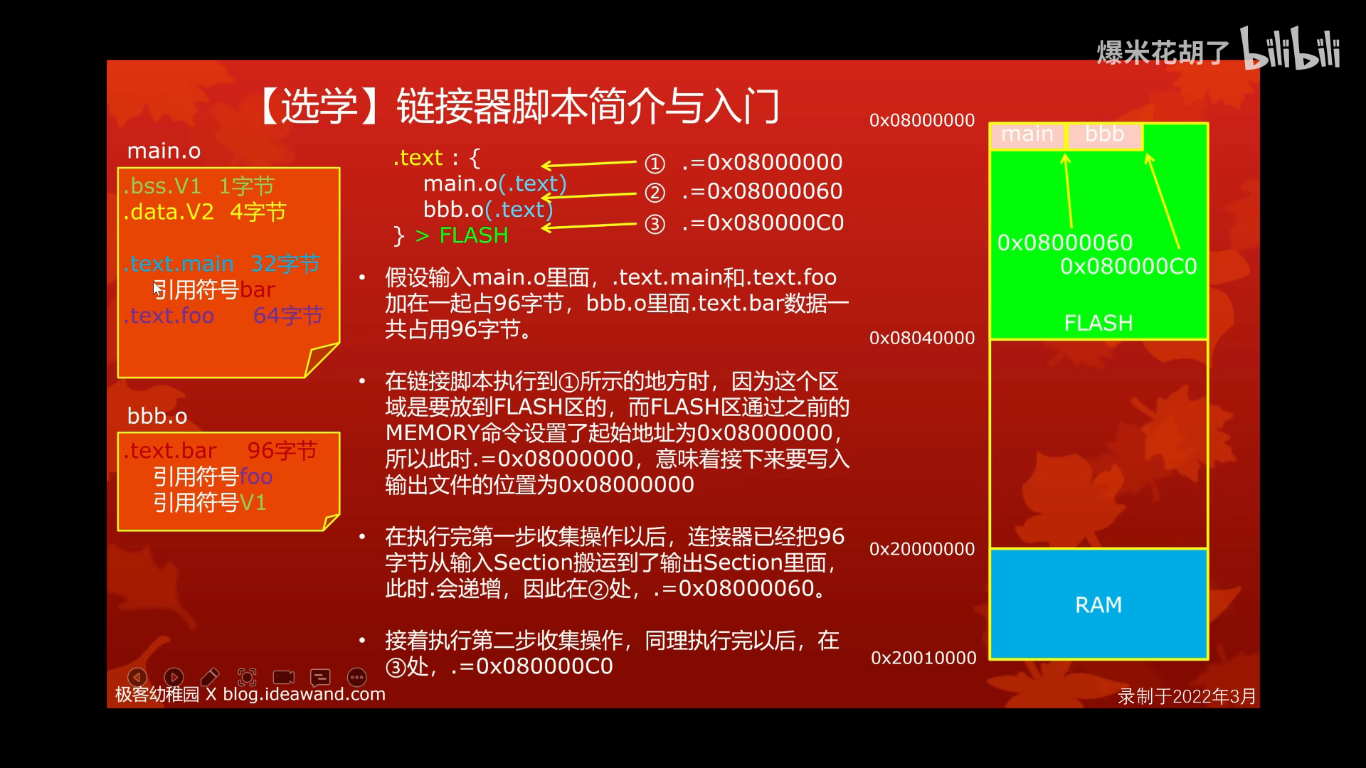 爆米花胡了 bilibili
【选学】链接器脚本简介与入门
main.o
.bss.V1 1字节
.data.V2 4字节
.text.main 32字节
引用符号bar
.text.foo 64字节
bbb.o
.text.bar 96字节
引用符号foo
引用符号V1
.text : {
main.o(.text)
bbb.o(.text)
} > FLASH
① .=0x08000000
② .=0x08000060
③ .=0x080000C0
• 假设输入main.o里面，.text.main和.text.foo
加在一起占96字节，bbb.o里面.text.bar数据一
共占用96字节。
• 在链接脚本执行到①所示的地方时，因为这个区
域是要放到FLASH区的，而FLASH区通过之前的
MEMORY命令设置了起始地址为0x08000000，
所以此时.=0x08000000，意味着接下来要写入
输出文件的位置为0x08000000
• 在执行完第一步收集操作以后，连接器已经把96
字节从输入Section搬运到了输出Section里面，
此时.会递增，因此在②处，.=0x08000060。
• 接着执行第二步收集操作，同理执行完以后，在
③处，.=0x080000C0
0x08000000
main bbb
0x08000060
0x080000C0
FLASH
0x08040000
0x20000000
RAM
0x20010000
极客幼稚园 X blog.ideawand.com
录制于2022年3月